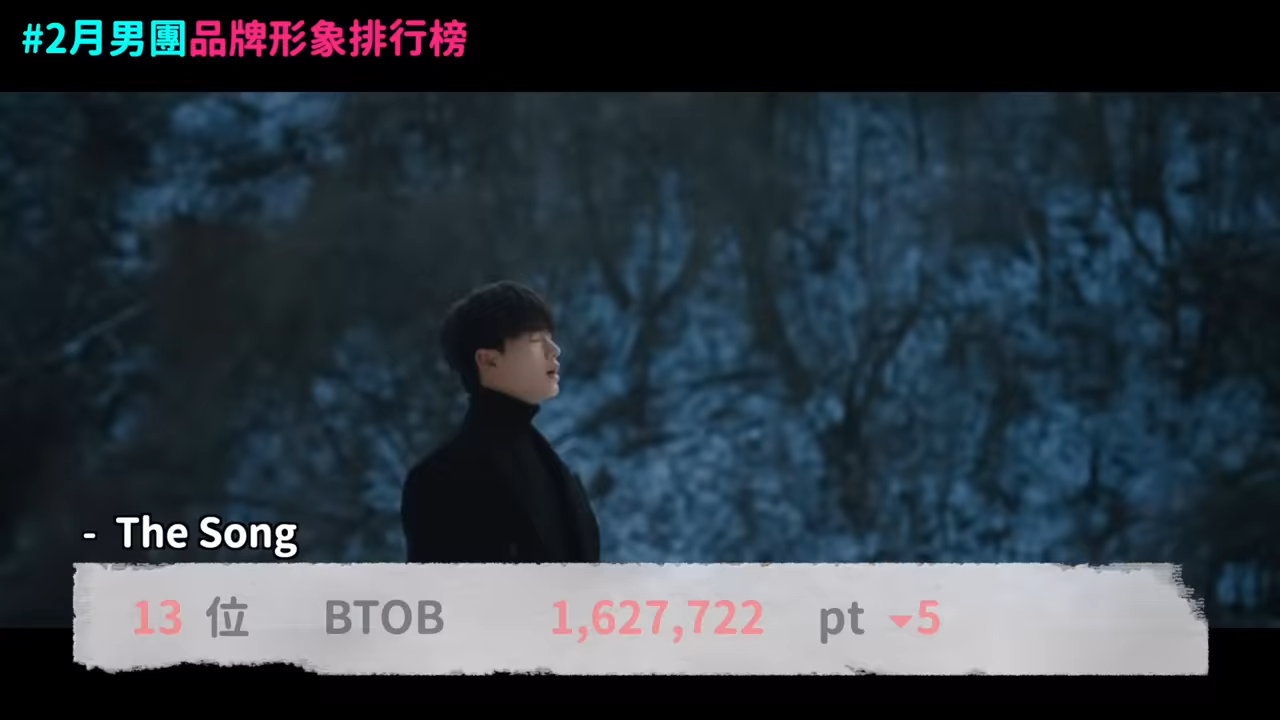 #2月男團品牌形象排行榜
- The Song
13 位 BTOB 1,627,722 pt ▼5